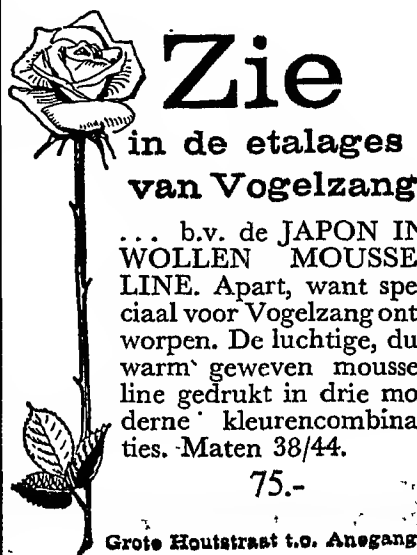 Zie
in de etalages
van Vogelzang
... b.v. de JAPON IN
WOLLEN MOUSSE
LINE. Apart, want spe
ciaal voor Vogelzang ont
worpen. De luchtige, du
warm geweven mousse
line gedrukt in drie mo
derne kleurencombina
ties. Maten 38/44.
75.-
Grote Houtstraat t.o. Anegang